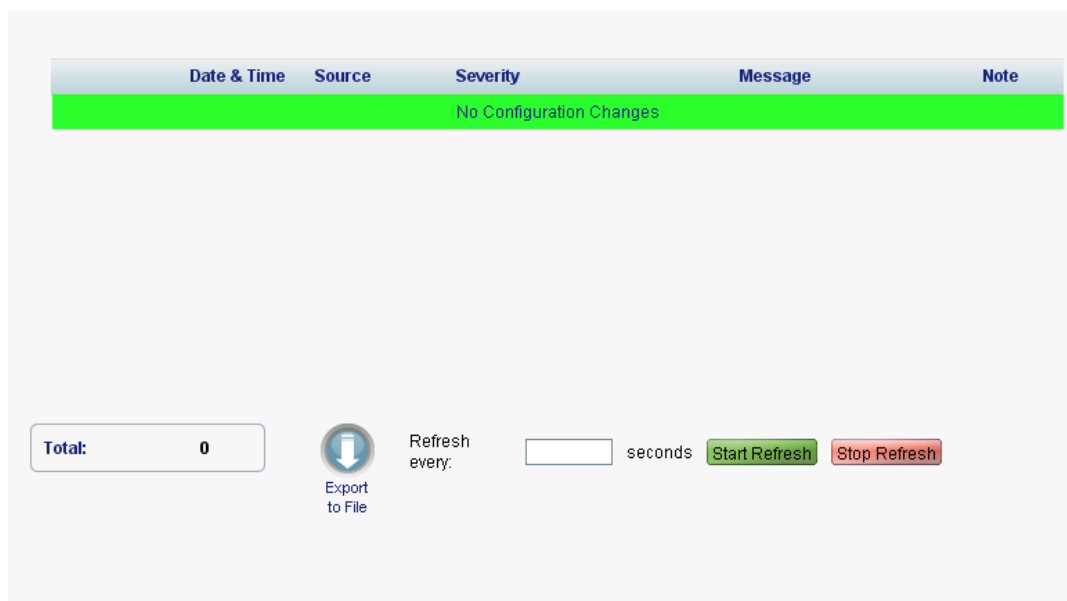 Date & Time Source Severity Message Note
No Configuration Changes
Total: 0
Export
to File
Refresh
every:
seconds
Start Refresh
Stop Refresh